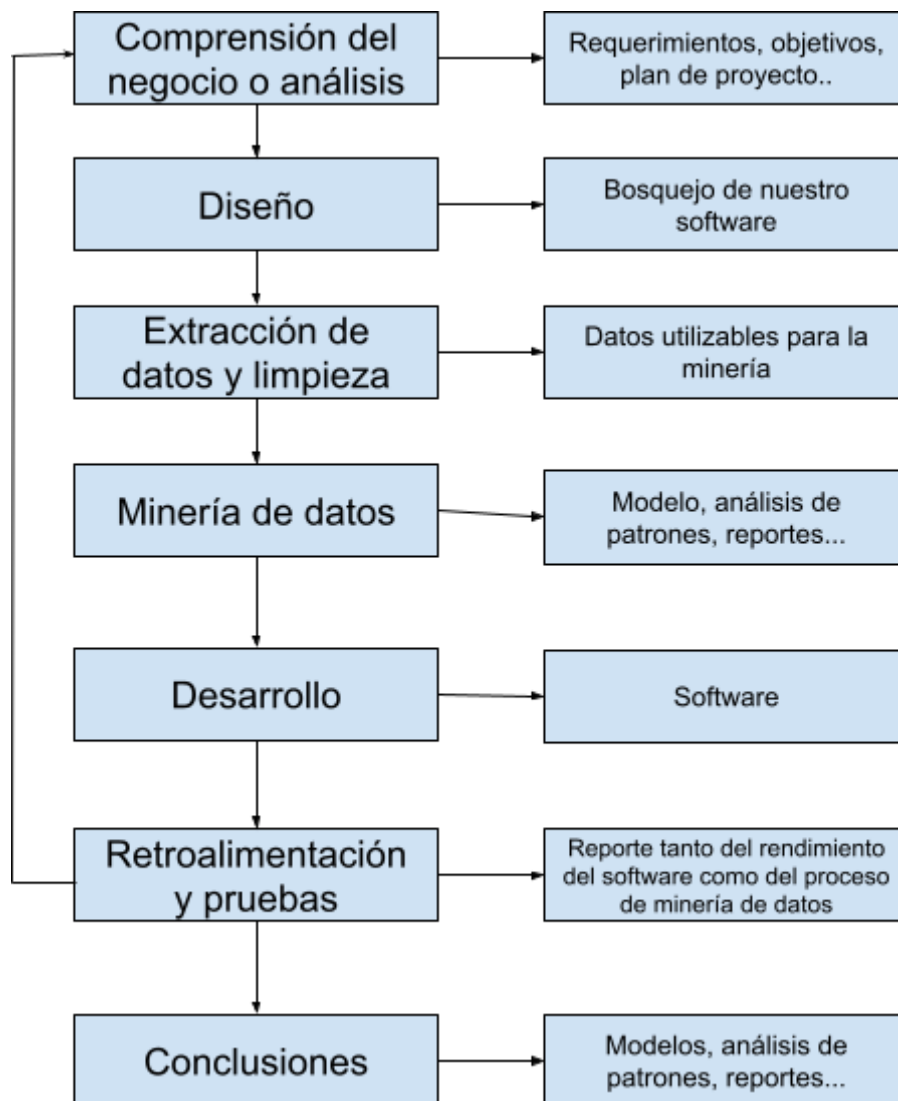 Comprensión del
negocio o análisis
Requerimientos, objetivos,
plan de proyecto..
Diseño
Bosquejo de nuestro
software
Extracción de
datos y limpieza
Datos utilizables para la
minería
Minería de datos
Modelo, análisis de
patrones, reportes...
Desarrollo
Software
Retroalimentación
y pruebas
Reporte tanto del rendimiento
del software como del proceso
de minería de datos
Conclusiones
Modelos, análisis de
patrones, reportes...